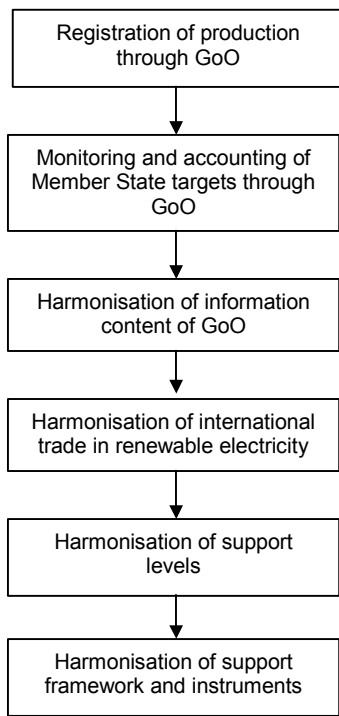 Registration of production
through GoO
Monitoring and accounting of
Member State targets through
GoO
Harmonisation of information
content of GoO
Harmonisation of international
trade in renewable electricity
Harmonisation of support
levels
Harmonisation of support
framework and instruments